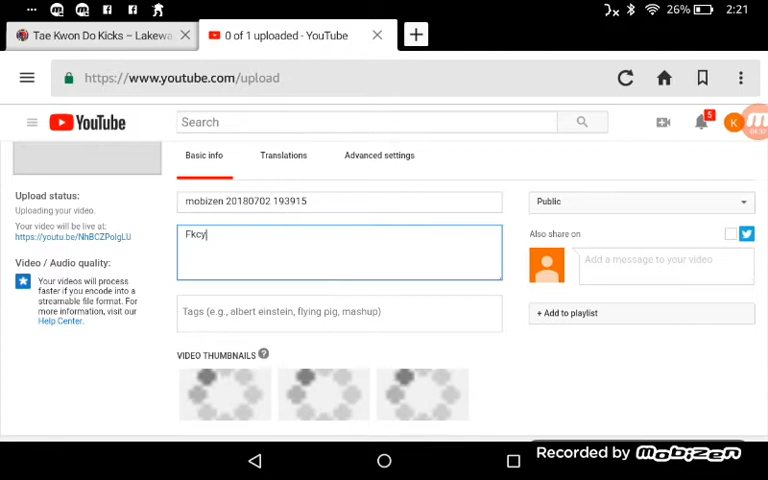 26% 2:21
Tae Kwon Do Kicks – Lakewa
0 of 1 uploaded - YouTube
https://www.youtube.com/upload
YouTube
Search
5
K
04:32
Basic info
Translations
Advanced settings
Upload status:
Uploading your video.
Your video will be live at:
https://youtu.be/NhBCZPolgLU
Video / Audio quality:
Your videos will process
faster if you encode into a
streamable file format. For
more information, visit our
Help Center.
mobizen 20180702 193915
Fkcy
Tags (e.g., albert einstein, flying pig, mashup)
VIDEO THUMBNAILS ?
Public
Also share on
Add a message to your video
+ Add to playlist
Recorded by mobizen